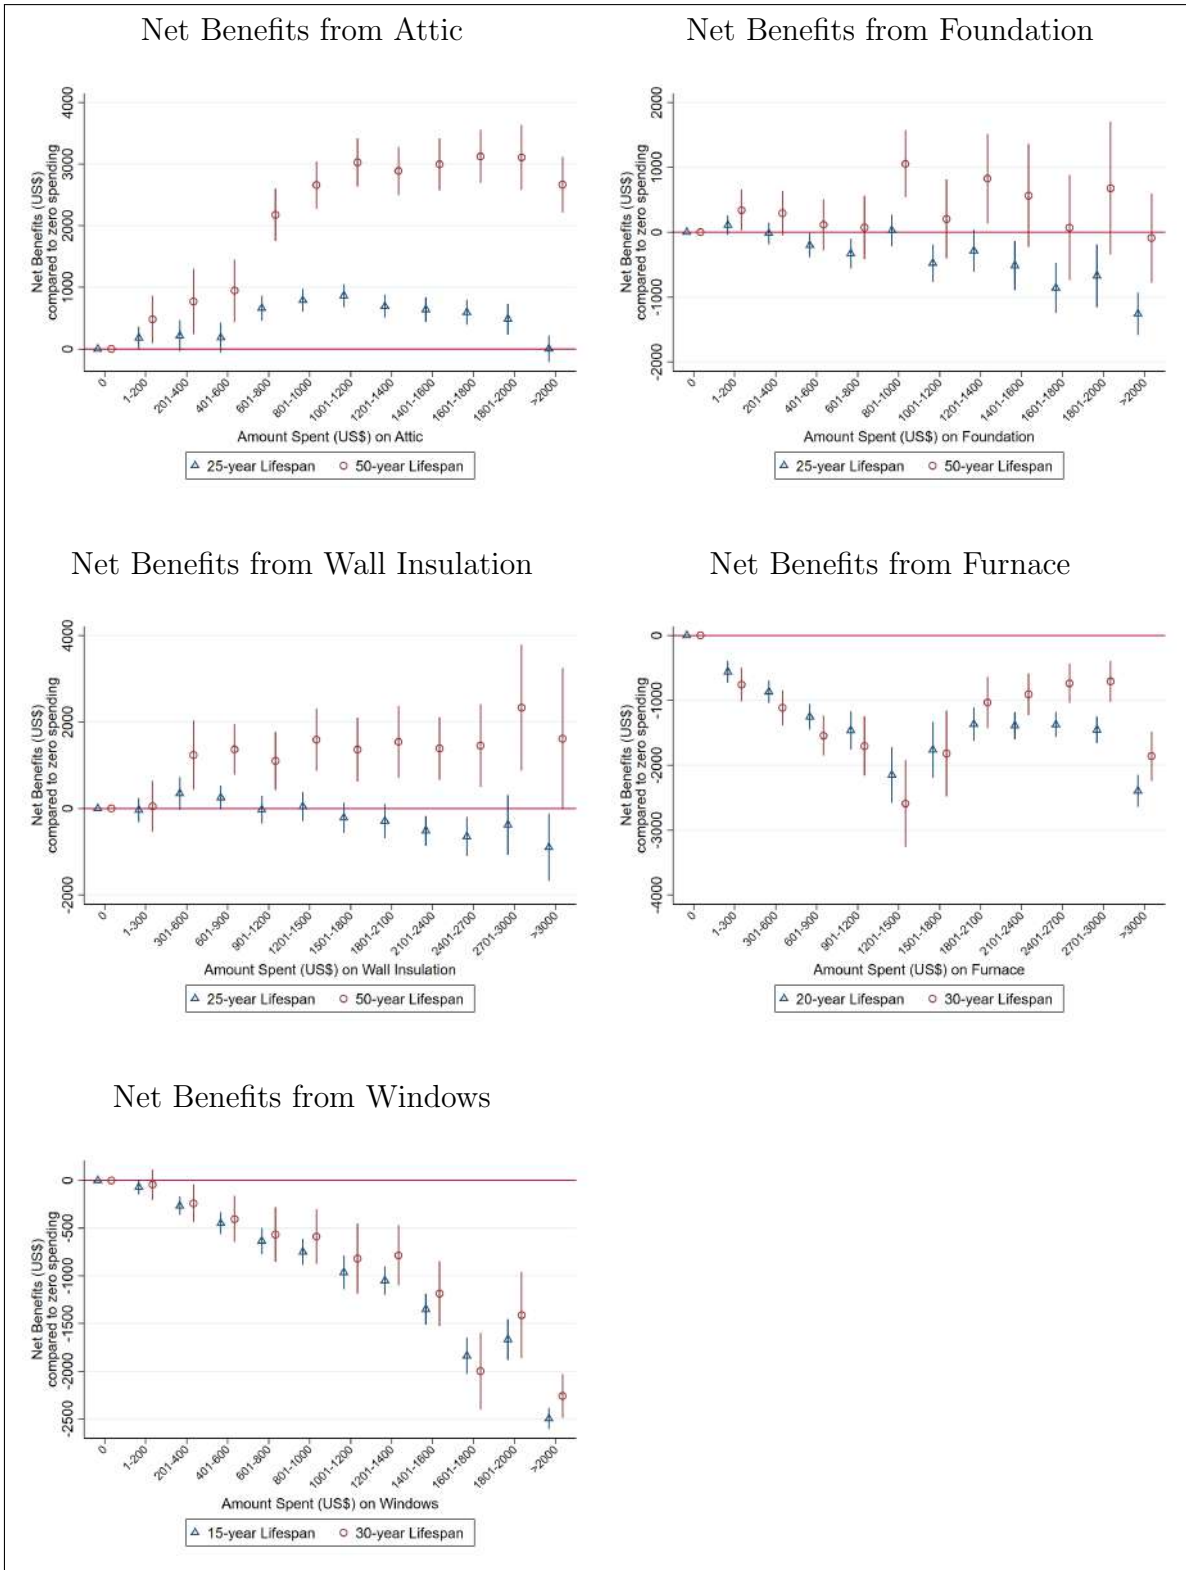 Net Benefits from Attic
Net Benefits (US$)
compared to zero spending
4000
3000
2000
1000
0
0
1-200
201-400
401-600
601-800
801-1000
1001-1200
1201-1400
1401-1600
1601-1800
1801-2000
>2000
Amount Spent (US$) on Attic
25-year Lifespan
50-year Lifespan
Net Benefits from Foundation
Net Benefits (US$)
compared to zero spending
2000
1000
0
-1000
-2000
0
1-200
201-400
401-600
601-800
801-1000
1001-1200
1201-1400
1401-1600
1601-1800
1801-2000
>2000
Amount Spent (US$) on Foundation
25-year Lifespan
50-year Lifespan
Net Benefits from Wall Insulation
Net Benefits (US$)
compared to zero spending
4000
2000
0
-2000
0
1-300
301-600
601-900
901-1200
1201-1500
1501-1800
1801-2100
2101-2400
2401-2700
2701-3000
>3000
Amount Spent (US$) on Wall Insulation
25-year Lifespan
50-year Lifespan
Net Benefits from Furnace
Net Benefits (US$)
compared to zero spending
0
-1000
-2000
-3000
-4000
0
1-300
301-600
601-900
901-1200
1201-1500
1501-1800
1801-2100
2101-2400
2401-2700
2701-3000
>3000
Amount Spent (US$) on Furnace
20-year Lifespan
30-year Lifespan
Net Benefits from Windows
Net Benefits (US$)
compared to zero spending
0
-500
-1000
-1500
-2000
-2500
0
1-200
201-400
401-600
601-800
801-1000
1001-1200
1201-1400
1401-1600
1601-1800
1801-2000
>2000
Amount Spent (US$) on Windows
15-year Lifespan
30-year Lifespan